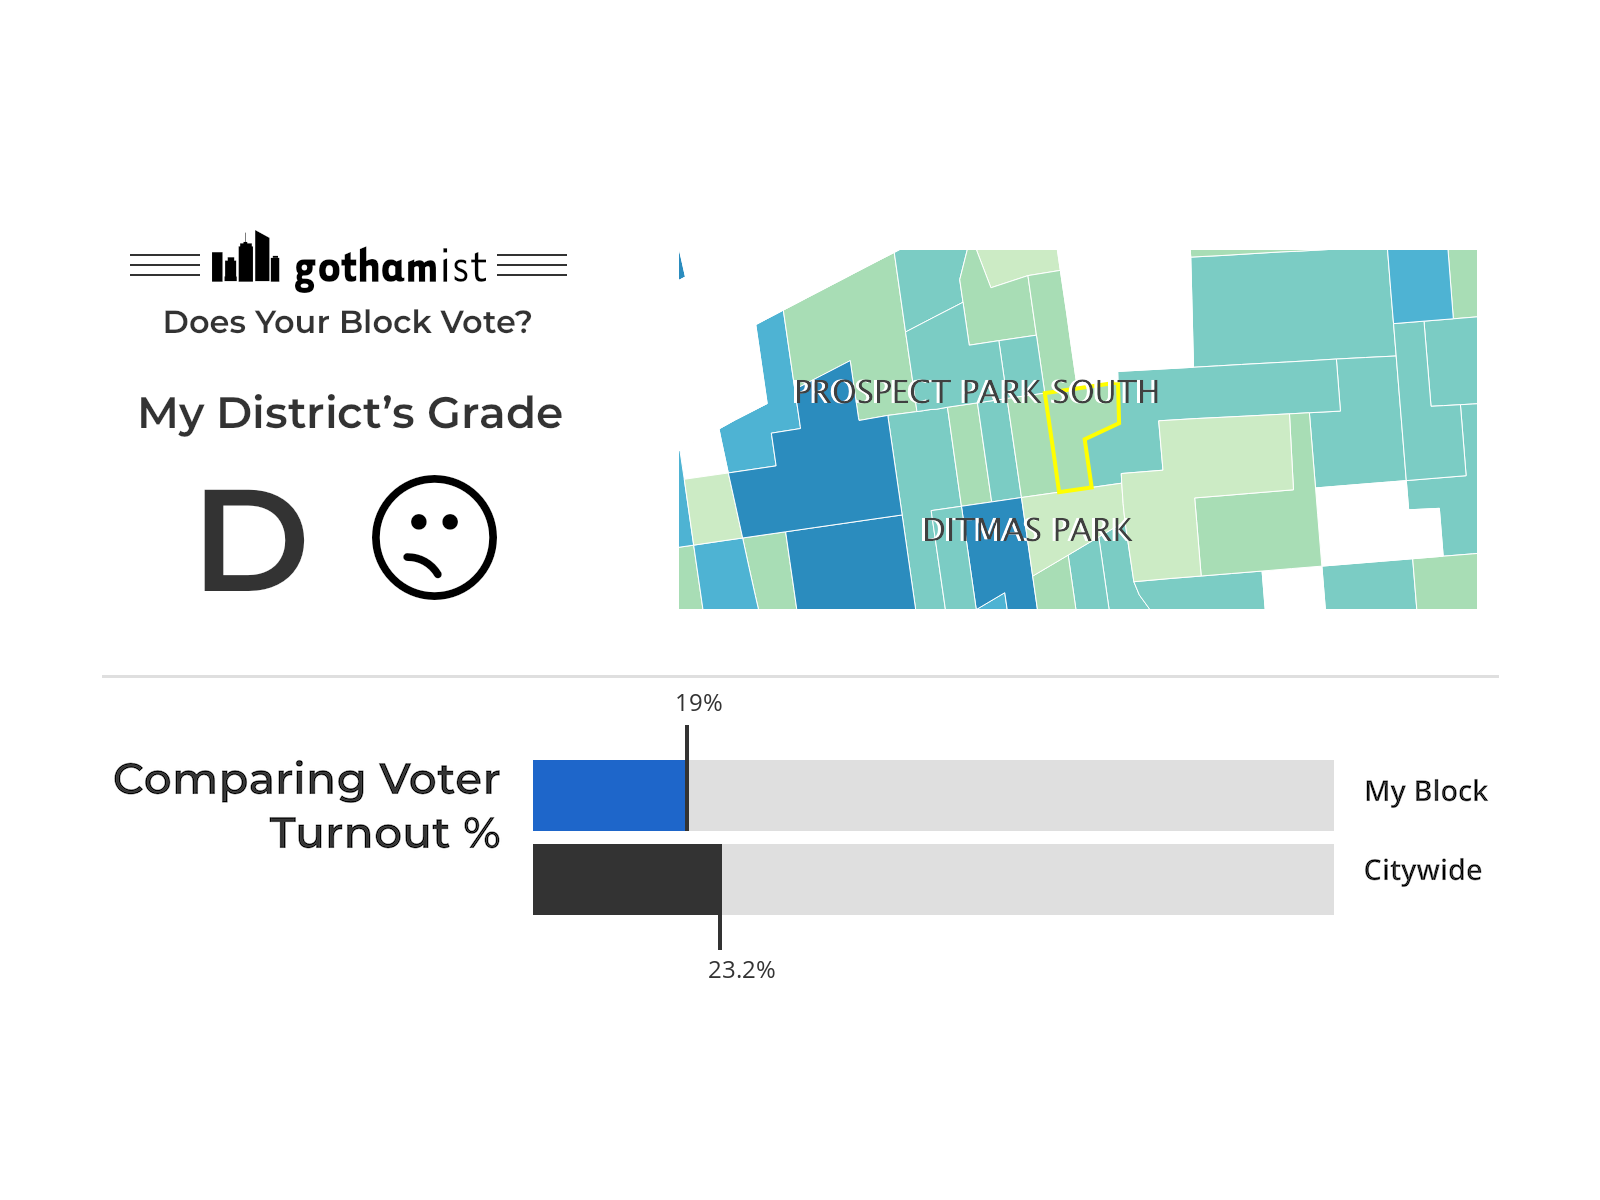 gothamist
Does Your Block Vote?
My District’s Grade
D
PROSPECT PARK SOUTH
DITMAS PARK
19%
Comparing Voter
Turnout %
My Block
Citywide
23.2%